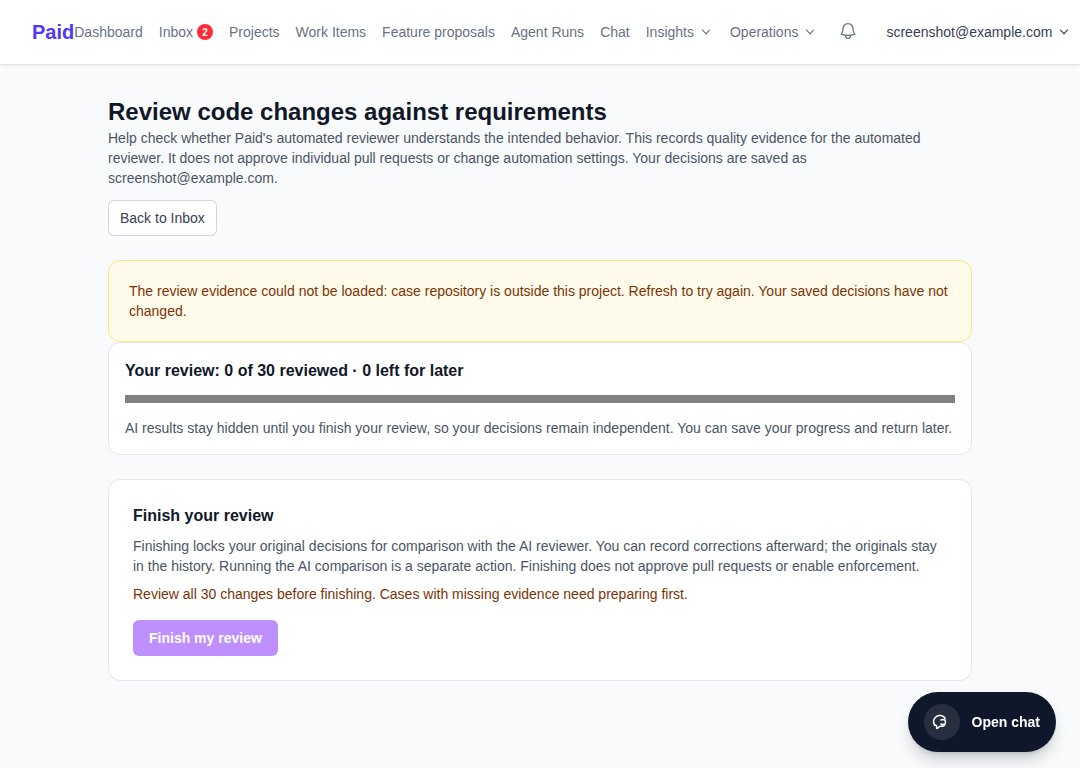 Paid Dashboard Inbox 2 Projects Work Items Feature proposals Agent Runs Chat Insights Operations screenshot@example.com
Review code changes against requirements
Help check whether Paid's automated reviewer understands the intended behavior. This records quality evidence for the automated
reviewer. It does not approve individual pull requests or change automation settings. Your decisions are saved as
screenshot@example.com.
Back to Inbox
The review evidence could not be loaded: case repository is outside this project. Refresh to try again. Your saved decisions have not
changed.
Your review: 0 of 30 reviewed · 0 left for later
AI results stay hidden until you finish your review, so your decisions remain independent. You can save your progress and return later.
Finish your review
Finishing locks your original decisions for comparison with the AI reviewer. You can record corrections afterward; the originals stay
in the history. Running the AI comparison is a separate action. Finishing does not approve pull requests or enable enforcement.
Review all 30 changes before finishing. Cases with missing evidence need preparing first.
Finish my review
Open chat